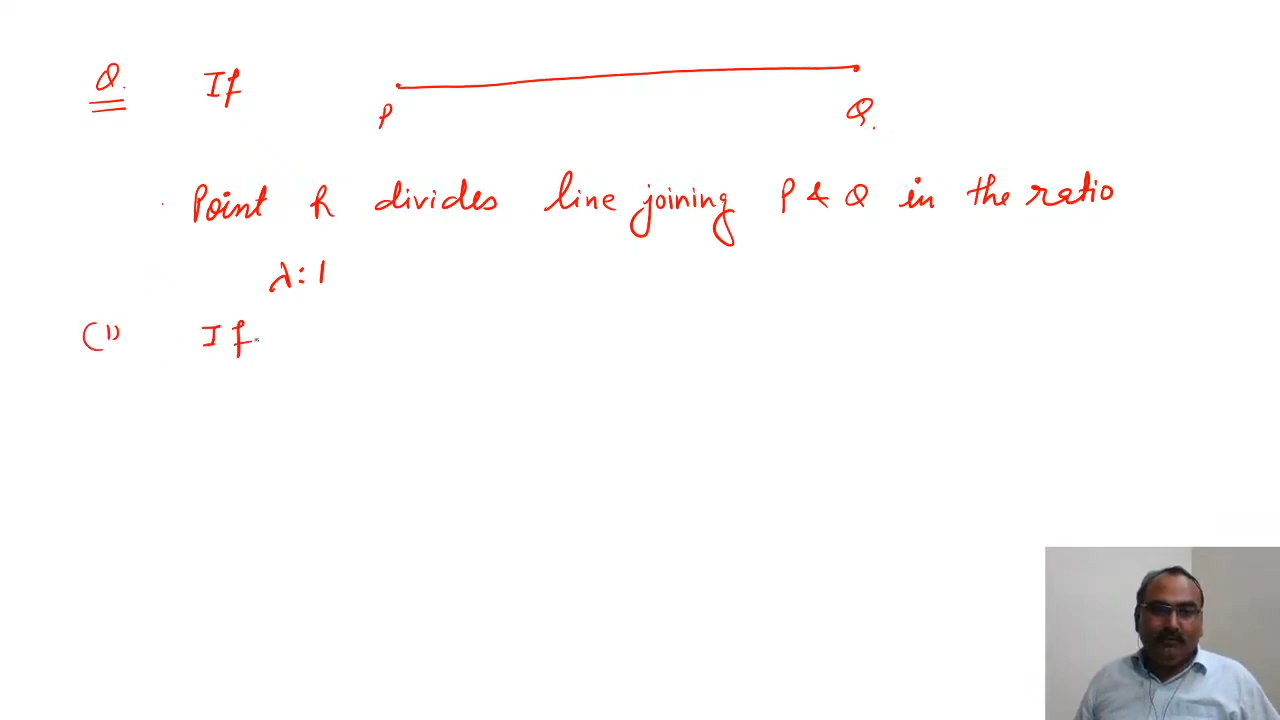 Q. If
P Q.
Point R divides line joining P & Q in the ratio
λ:1
(1) If